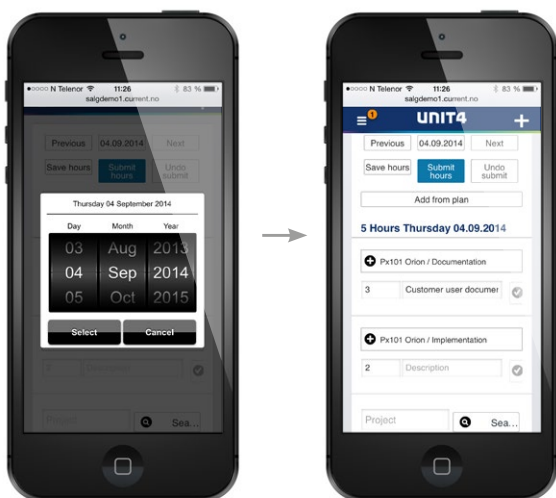 ●○○○○ N Telenor 11:26 83 %
salgdemo1.current.no
Previous 04.09.2014 Next
Save hours Submit hours Undo submit
Thursday 04 September 2014
Day Month Year
03 Aug 2013
04 Sep 2014
05 Oct 2015
Select Cancel
2 Description
Project Sea...
●○○○○ N Telenor 11:26 83 %
salgdemo1.current.no
1 UNIT4 +
Previous 04.09.2014 Next
Save hours Submit hours Undo submit
Add from plan
5 Hours Thursday 04.09.2014
Px101 Orion / Documentation
3 Customer user documer
Px101 Orion / Implementation
2 Description
Project Sea...